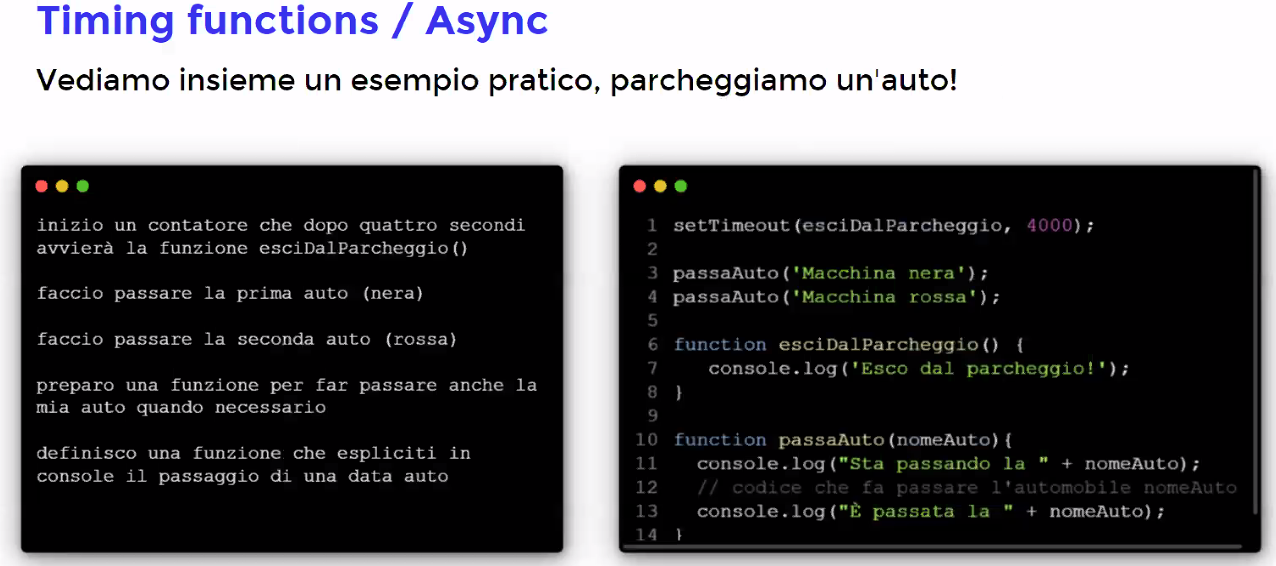 Timing functions / Async
Vediamo insieme un esempio pratico, parcheggiamo un'auto!
inizio un contatore che dopo quattro secondi
avvierà la funzione esciDalParcheggio()
faccio passare la prima auto (nera)
faccio passare la seconda auto (rossa)
preparo una funzione per far passare anche la
mia auto quando necessario
definisco una funzione che espliciti in
console il passaggio di una data auto
1 setTimeout(esciDalParcheggio, 4000);
2
3 passaAuto('Macchina nera');
4 passaAuto('Macchina rossa');
5
6 function esciDalParcheggio() {
7 console.log('Esco dal parcheggio!');
8 }
9
10 function passaAuto(nomeAuto){
11 console.log("Sta passando la " + nomeAuto);
12 // codice che fa passare l'automobile nomeAuto
13 console.log("È passata la " + nomeAuto);
14 }